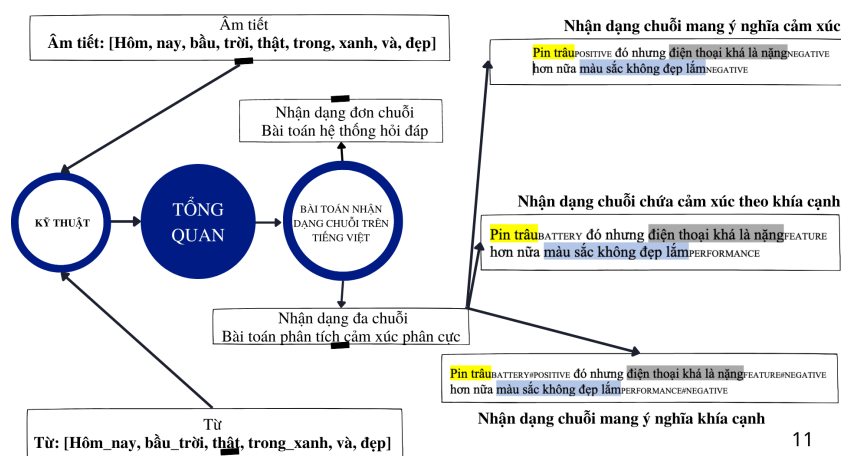 Âm tiết
Âm tiết: [Hôm, nay, bầu, trời, thật, trong, xanh, và, đẹp]
Nhận dạng đơn chuỗi
Bài toán hệ thống hỏi đáp
KỸ THUẬT
TỔNG
QUAN
BÀI TOÁN NHẬN
DẠNG CHUỖI TRÊN
TIẾNG VIỆT
Nhận dạng đa chuỗi
Bài toán phân tích cảm xúc phân cực
Từ
Từ: [Hôm_nay, bầu_trời, thật, trong_xanh, và, đẹp]
Nhận dạng chuỗi mang ý nghĩa cảm xúc
Pin trâuPOSITIVE đó nhưng điện thoại khá là nặngNEGATIVE
hơn nữa màu sắc không đẹp lắmNEGATIVE
Nhận dạng chuỗi chứa cảm xúc theo khía cạnh
Pin trâuBATTERY đó nhưng điện thoại khá là nặngFEATURE
hơn nữa màu sắc không đẹp lắmPERFORMANCE
Pin trâuBATTERY#POSITIVE đó nhưng điện thoại khá là nặngFEATURE#NEGATIVE
hơn nữa màu sắc không đẹp lắmPERFORMANCE#NEGATIVE
Nhận dạng chuỗi mang ý nghĩa khía cạnh
11